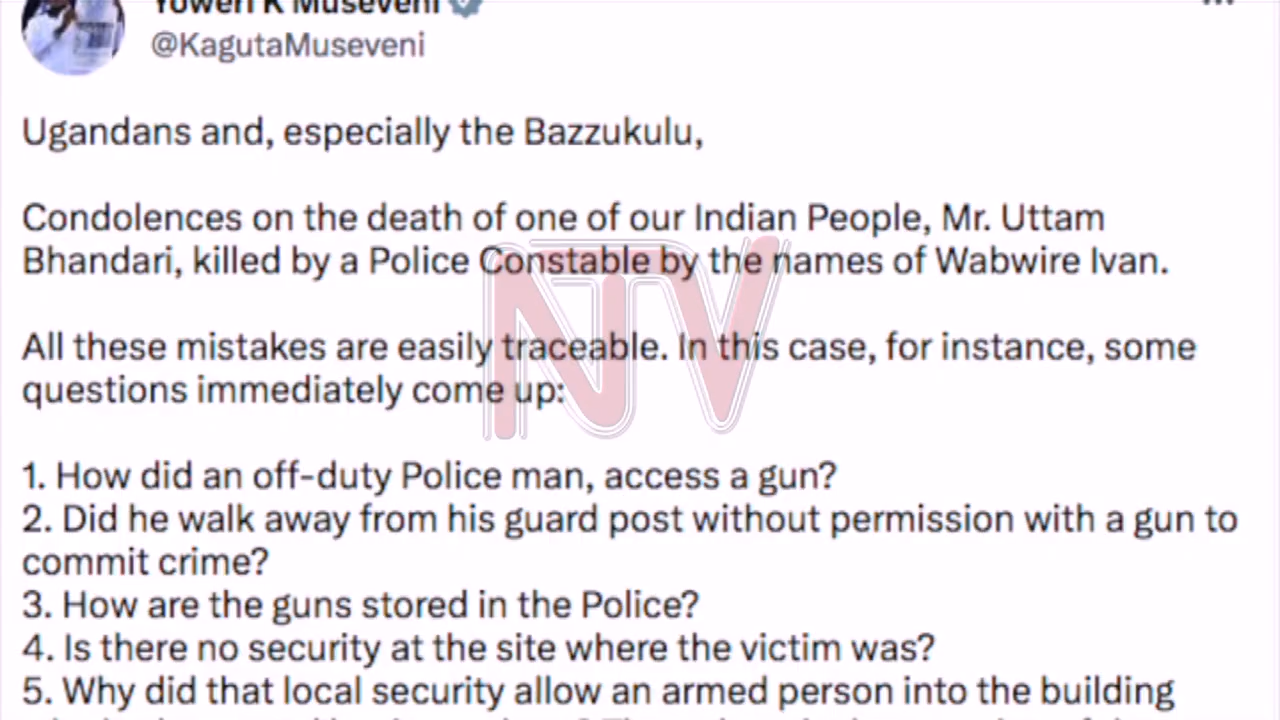 Yoweri K Museveni
@KagutaMuseveni
Ugandans and, especially the Bazzukulu,
Condolences on the death of one of our Indian People, Mr. Uttam
Bhandari, killed by a Police Constable by the names of Wabwire Ivan.
All these mistakes are easily traceable. In this case, for instance, some
questions immediately come up:
1. How did an off-duty Police man, access a gun?
2. Did he walk away from his guard post without permission with a gun to
commit crime?
3. How are the guns stored in the Police?
4. Is there no security at the site where the victim was?
5. Why did that local security allow an armed person into the building
NTV